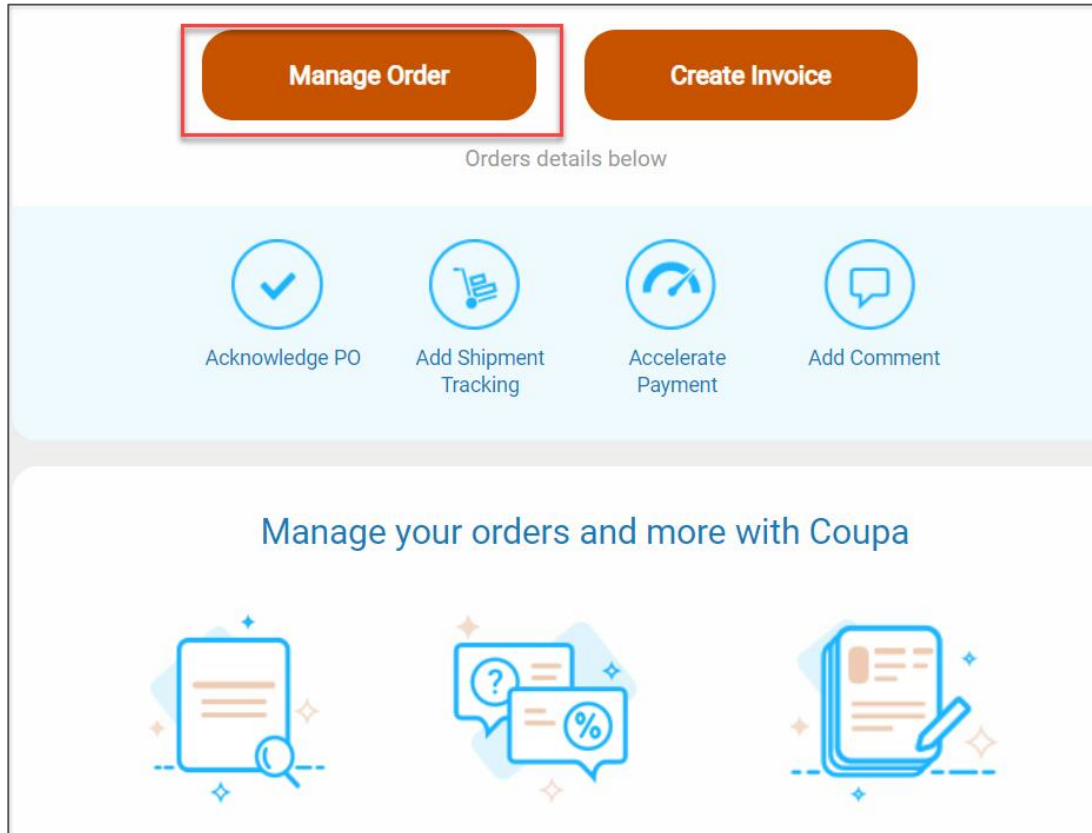 Manage Order
Create Invoice
Orders details below
Acknowledge PO
Add Shipment
Tracking
Accelerate
Payment
Add Comment
Manage your orders and more with Coupa
?
%